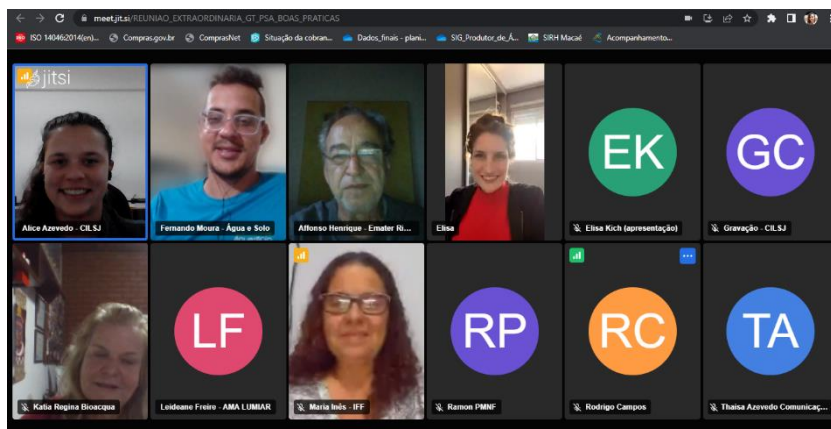 meet.jit.si/REUNIAO_EXTRAORDINARIA_GT_PSA_BOAS_PRATICAS
ISO 14046:2014(en)... Compras.gov.br ComprasNet Situação da cobran... Dados_finais - plani... SIG_Produtor_de_Á... SIRH Macaé Acompanhamento...
jitsi
EK
GC
Alice Azevedo - CILSJ
Fernando Moura - Água e Solo
Affonso Henrique - Emater Ri...
Elisa
Elisa Kich (apresentação)
Gravação - CILSJ
LF
RP
RC
TA
Katia Regina Bioacqua
Leideane Freire - AMA LUMIAR
Maria Inês - IFF
Ramon PMNF
Rodrigo Campos
Thaisa Azevedo Comunicaç...